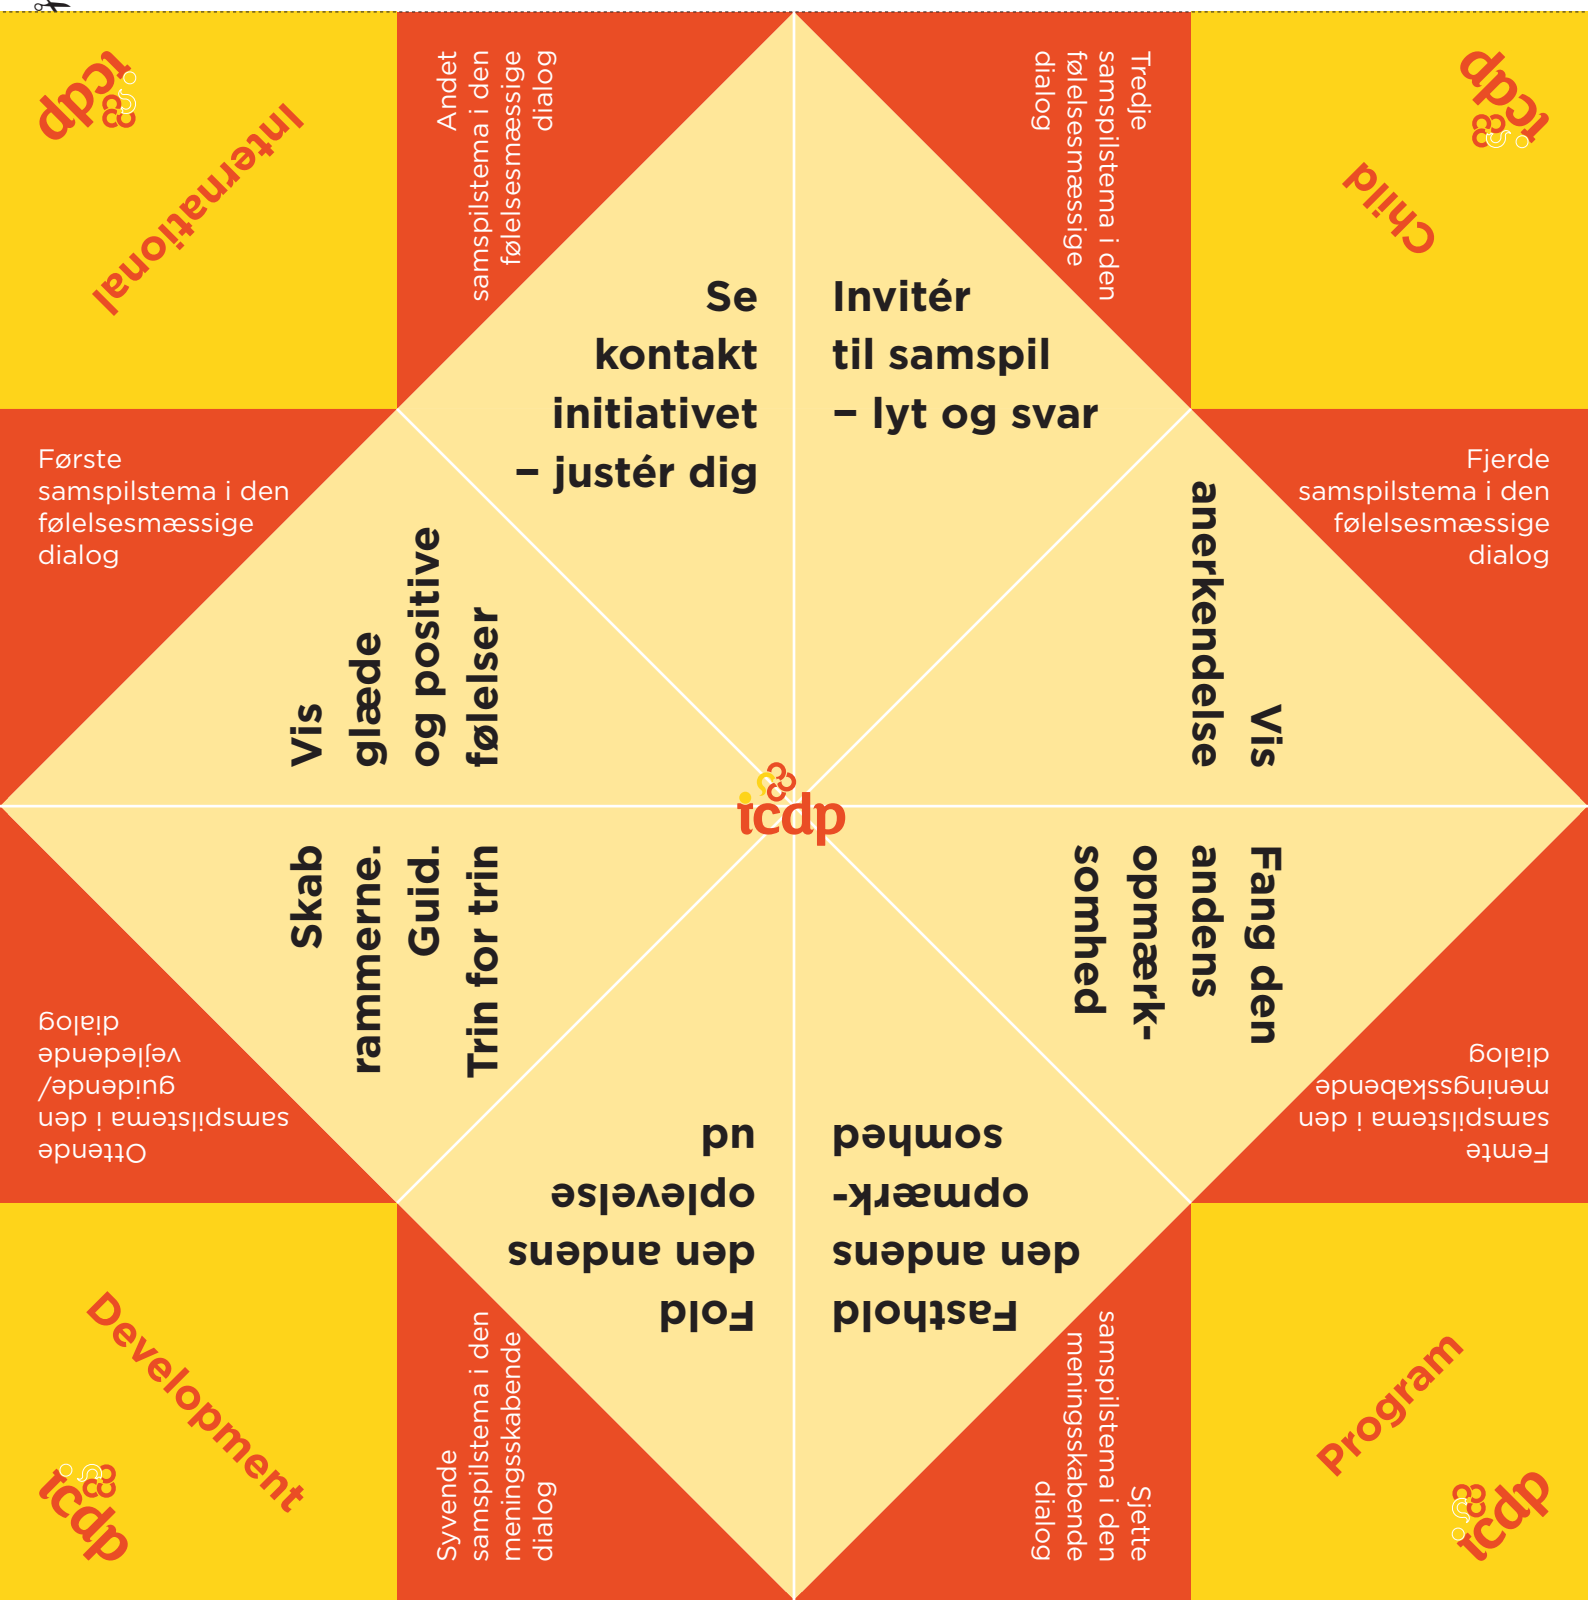 icdp
International
Andet
samspilstema i den
følelsesmæssige
dialog
Tredje
samspilstema i den
følelsesmæssige
dialog
icdp
Child
Første
samspilstema i den
følelsesmæssige
dialog
Se
kontakt
initiativet
– justér dig
Invitér
til samspil
– lyt og svar
Fjerde
samspilstema i den
følelsesmæssige
dialog
Vis
glæde
og positive
følelser
Vis
anerkendelse
icdp
Skab
rammerne.
Guid.
Trin for trin
Fang den
andens
opmærk-
somhed
Ottende
samspilstema i den
guidende/
vejledende
dialog
Fold
den andens
oplevelse
ud
Fasthold
den andens
opmærk-
somhed
Femte
samspilstema i den
meningsskabende
dialog
Development
icdp
Syvende
samspilstema i den
meningsskabende
dialog
Sjette
samspilstema i den
meningsskabende
dialog
Program
icdp